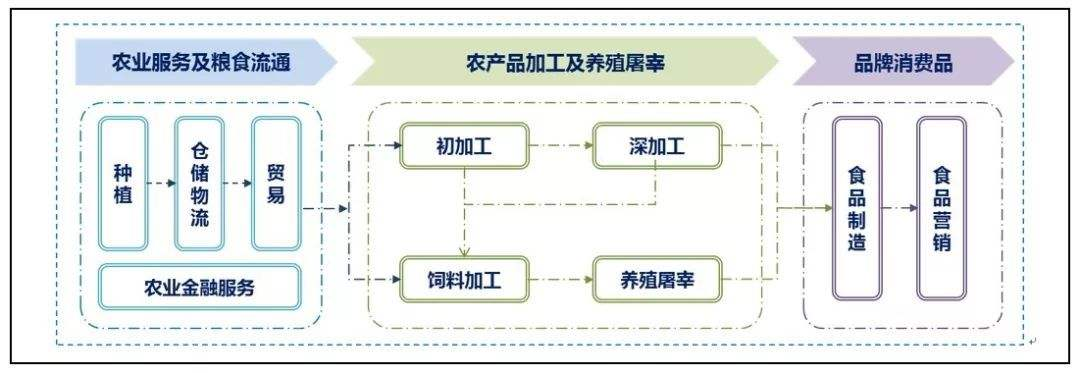 农业服务及粮食流通
农产品加工及养殖屠宰
品牌消费品
种植
仓储物流
贸易
农业金融服务
初加工
深加工
饲料加工
养殖屠宰
食品制造
食品营销